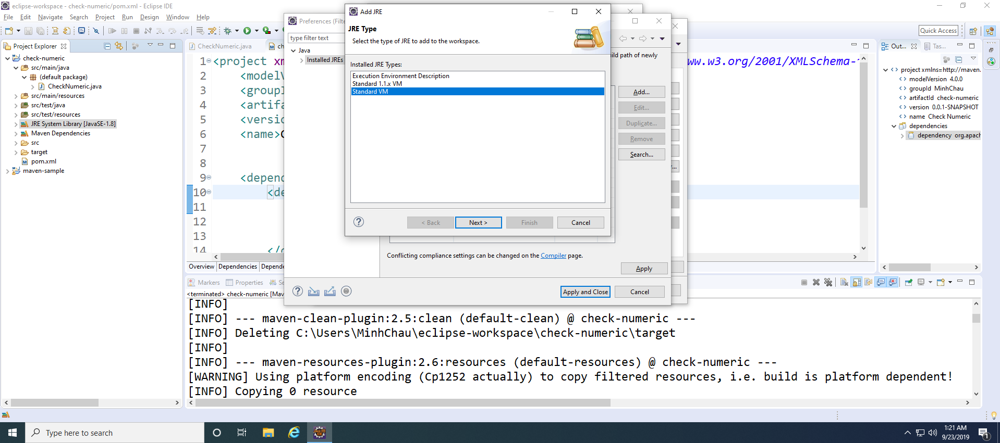 eclipse-workspace - check-numeric/pom.xml - Eclipse IDE
File Edit Navigate Search Project Run Design Window Help
Quick Access
Project Explorer
check-numeric
src/main/java
(default package)
CheckNumeric.java
src/main/resources
src/test/java
src/test/resources
JRE System Library [JavaSE-1.8]
Maven Dependencies
src
target
pom.xml
maven-sample
CheckNumeric.java
ch
1 <project xm
ww.w3.org/2001/XMLSchema-
2 <modelV
3 <groupI
4 <artifa
5 <versio
6 <name>C
7
8
9 <depend
10 <de
11
12
13
14 </d
Overview Dependencies Depende
Preferences (Filte
type filter text
Java
Installed JREs
ild path of newly
Add...
Edit...
Duplicate...
Remove
Search...
r...
Conflicting compliance settings can be changed on the Compiler page.
Apply
Apply and Close
Cancel
Add JRE
JRE Type
Select the type of JRE to add to the workspace.
Installed JRE Types:
Execution Environment Description
Standard 1.1.x VM
Standard VM
< Back
Next >
Finish
Cancel
Out...
Tas...
project xmlns=http://maven.
modelVersion 4.0.0
groupId MinhChau
artifactId check-numeric
version 0.0.1-SNAPSHOT
name Check Numeric
dependencies
dependency org.apach
Markers Properties Se
<terminated> check-numeric [Mav
[INFO]
[INFO] --- maven-clean-plugin:2.5:clean (default-clean) @ check-numeric ---
[INFO] Deleting C:\Users\MinhChau\eclipse-workspace\check-numeric\target
[INFO]
[INFO] --- maven-resources-plugin:2.6:resources (default-resources) @ check-numeric ---
[WARNING] Using platform encoding (Cp1252 actually) to copy filtered resources, i.e. build is platform dependent!
[INFO] Copying 0 resource
Type here to search
1:21 AM
9/23/2019
1